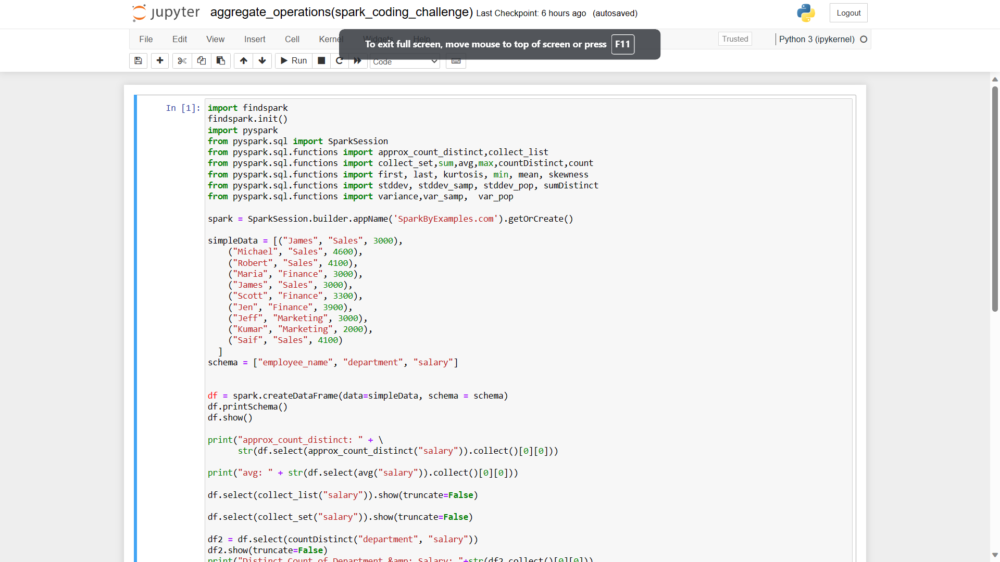 jupyter aggregate_operations(spark_coding_challenge) Last Checkpoint: 6 hours ago (autosaved)
Logout
File Edit View Insert Cell Kernel Widgets Help
Trusted
Python 3 (ipykernel)
To exit full screen, move mouse to top of screen or press F11
Run
Code
In [1]:
import findspark
findspark.init()
import pyspark
from pyspark.sql import SparkSession
from pyspark.sql.functions import approx_count_distinct,collect_list
from pyspark.sql.functions import collect_set,sum,avg,max,countDistinct,count
from pyspark.sql.functions import first, last, kurtosis, min, mean, skewness
from pyspark.sql.functions import stddev, stddev_samp, stddev_pop, sumDistinct
from pyspark.sql.functions import variance,var_samp,  var_pop
spark = SparkSession.builder.appName('SparkByExamples.com').getOrCreate()
simpleData = [("James", "Sales", 3000),
    ("Michael", "Sales", 4600),
    ("Robert", "Sales", 4100),
    ("Maria", "Finance", 3000),
    ("James", "Sales", 3000),
    ("Scott", "Finance", 3300),
    ("Jen", "Finance", 3900),
    ("Jeff", "Marketing", 3000),
    ("Kumar", "Marketing", 2000),
    ("Saif", "Sales", 4100)
  ]
schema = ["employee_name", "department", "salary"]
df = spark.createDataFrame(data=simpleData, schema = schema)
df.printSchema()
df.show()
print("approx_count_distinct: " + \
      str(df.select(approx_count_distinct("salary")).collect()[0][0]))
print("avg: " + str(df.select(avg("salary")).collect()[0][0]))
df.select(collect_list("salary")).show(truncate=False)
df.select(collect_set("salary")).show(truncate=False)
df2 = df.select(countDistinct("department", "salary"))
df2.show(truncate=False)
print("Distinct Count of Department &amp; Salary: "+str(df2.collect()[0][0]))